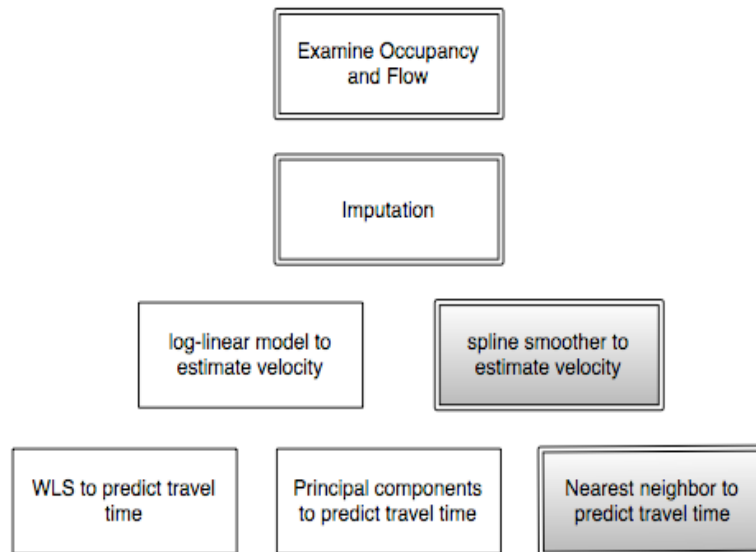 Examine Occupancy
and Flow
Imputation
log-linear model to
estimate velocity
spline smoother to
estimate velocity
WLS to predict travel
time
Principal components
to predict travel time
Nearest neighbor to
predict travel time